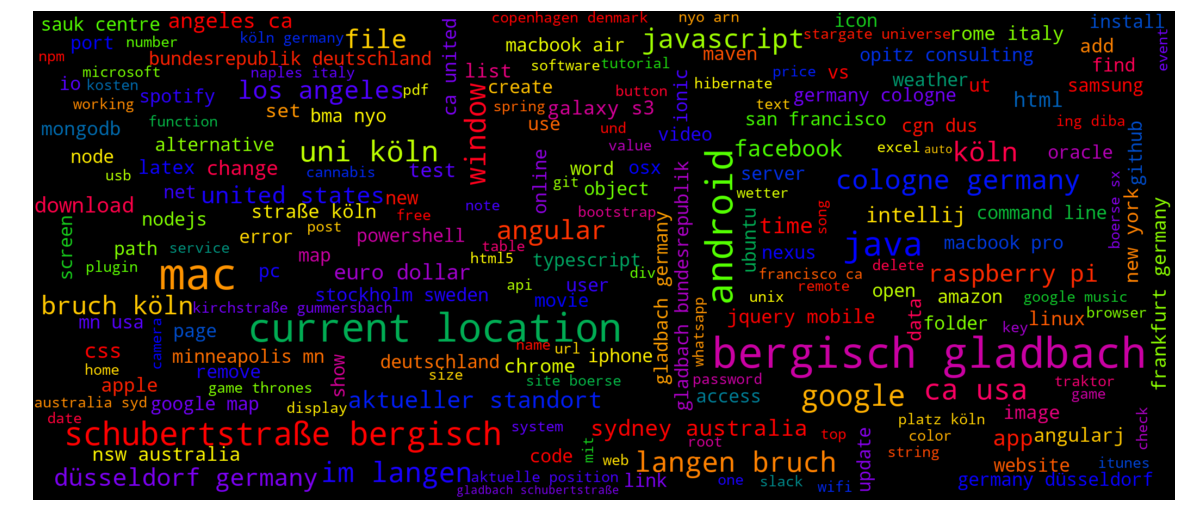 sauk centre
angeles ca
copenhagen denmark
nyo arn
icon
install
port
number
köln germany
file
macbook air
javascript
stargate universe
rome italy
add
event
npm
bundesrepublik deutschland
ca united
software
tutorial
maven
opitz consulting
find
microsoft
naples italy
list
button
hibernate
price
vs
weather
ut
samsung
io
kosten
spotify
los angeles
pdf
create
ionic
germany cologne
html
working
set
bma nyo
window
spring
galaxy s3
text
san francisco
cgn dus
ing diba
github
mongodb
function
use
und
video
alternative
uni köln
value
android
facebook
excel
auto
köln
oracle
node
usb
latex
change
cannabis
test
online
word
osx
server
cologne germany
net
united states
new
git
object
wetter
download
nodejs
straße köln
free
note
bootstrap
gladbach bundesrepublik
ubuntu
time
song
intellij
command line
boerse sx
new york
frankfurt germany
screen
path
service
error
post
powershell
angular
table
gladbach germany
java
macbook pro
plugin
mac
pc
map
euro dollar
html5
typescript
div
nexus
francisco ca
delete
raspberry pi
stockholm sweden
api
user
movie
unix
remote
open
amazon
google music
bruch köln
kirchstraße gummersbach
whatsapp
jquery mobile
data
folder
key
linux
browser
mn usa
camera
page
current location
name
url
iphone
bergisch gladbach
css
home
minneapolis mn
remove
show
deutschland
size
chrome
site boerse
password
access
google
ca usa
traktor
game
apple
game thrones
australia syd
google map
display
aktueller standort
date
platz köln
color
image
check
schubertstraße bergisch
system
mit
sydney australia
root
top
string
app
angularj
nsw australia
code
web
langen bruch
update
website
itunes
düsseldorf germany
im langen
aktuelle position
link
one
slack
wifi
germany düsseldorf
gladbach schubertstraße